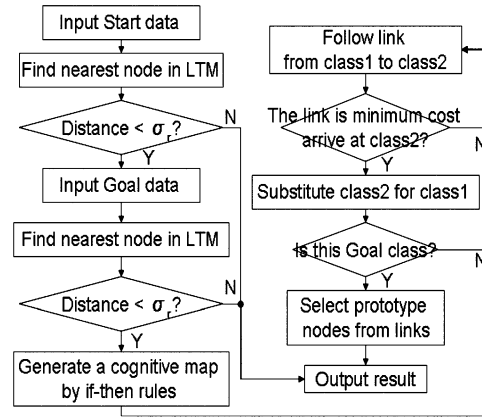 Input Start data
Find nearest node in LTM
Distance < σr?
N
Y
Input Goal data
Find nearest node in LTM
Distance < σr?
N
Y
Generate a cognitive map
by if-then rules
Follow link
from class1 to class2
The link is minimum cost
arrive at class2?
N
Y
Substitute class2 for class1
Is this Goal class?
N
Y
Select prototype
nodes from links
Output result